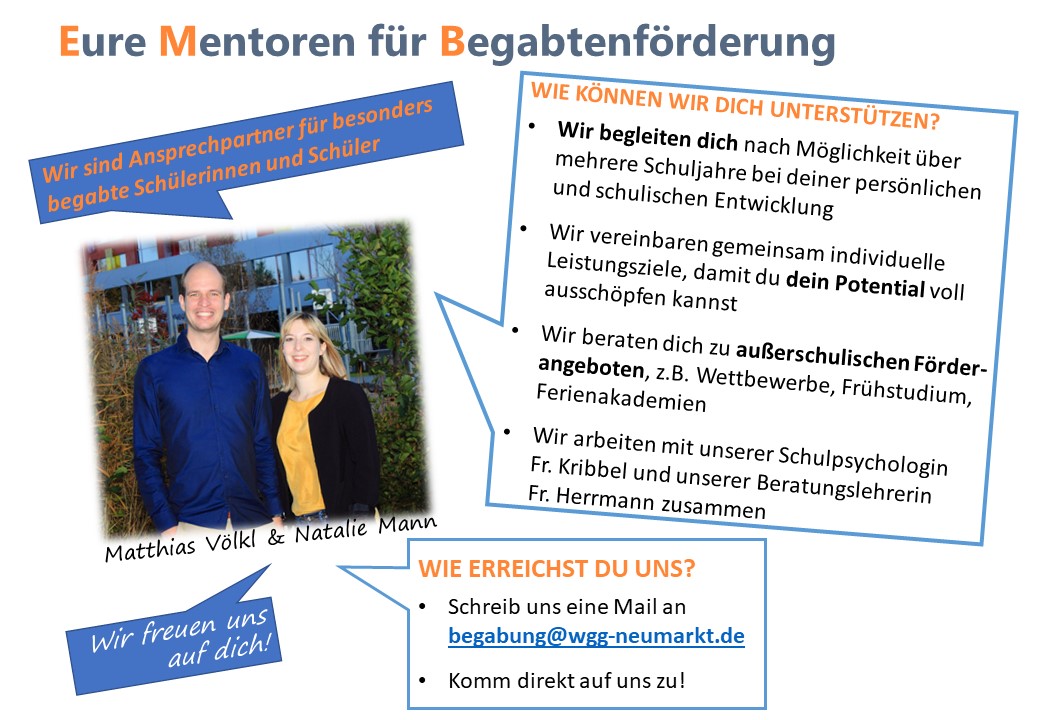 Eure Mentoren für Begabtenförderung
Wir sind Ansprechpartner für besonders
begabte Schülerinnen und Schüler
Matthias Völkl & Natalie Mann
Wir freuen uns
auf dich!
WIE KÖNNEN WIR DICH UNTERSTÜTZEN?
• Wir begleiten dich nach Möglichkeit über
mehrere Schuljahre bei deiner persönlichen
und schulischen Entwicklung
• Wir vereinbaren gemeinsam individuelle
Leistungsziele, damit du dein Potential voll
ausschöpfen kannst
• Wir beraten dich zu außerschulischen Förder-
angeboten, z.B. Wettbewerbe, Frühstudium,
Ferienakademien
• Wir arbeiten mit unserer Schulpsychologin
Fr. Kribbel und unserer Beratungslehrerin
Fr. Herrmann zusammen
WIE ERREICHST DU UNS?
• Schreib uns eine Mail an
begabung@wgg-neumarkt.de
• Komm direkt auf uns zu!